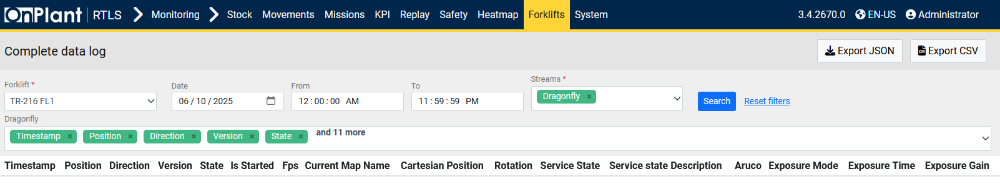 OnPlant RTLS Monitoring Stock Movements Missions KPI Replay Safety Heatmap Forklifts System 3.4.2670.0 EN-US Administrator
Complete data log Export JSON CSV Export CSV
Forklift * Date From To Streams *
TR-216 FL1 06 / 10 / 2025 12 : 00 : 00 AM 11 : 59 : 59 PM Dragonfly × Search Reset filters
Dragonfly
Timestamp × Position × Direction × Version × State × and 11 more
Timestamp Position Direction Version State Is Started Fps Current Map Name Cartesian Position Rotation Service State Service state Description Aruco Exposure Mode Exposure Time Exposure Gain